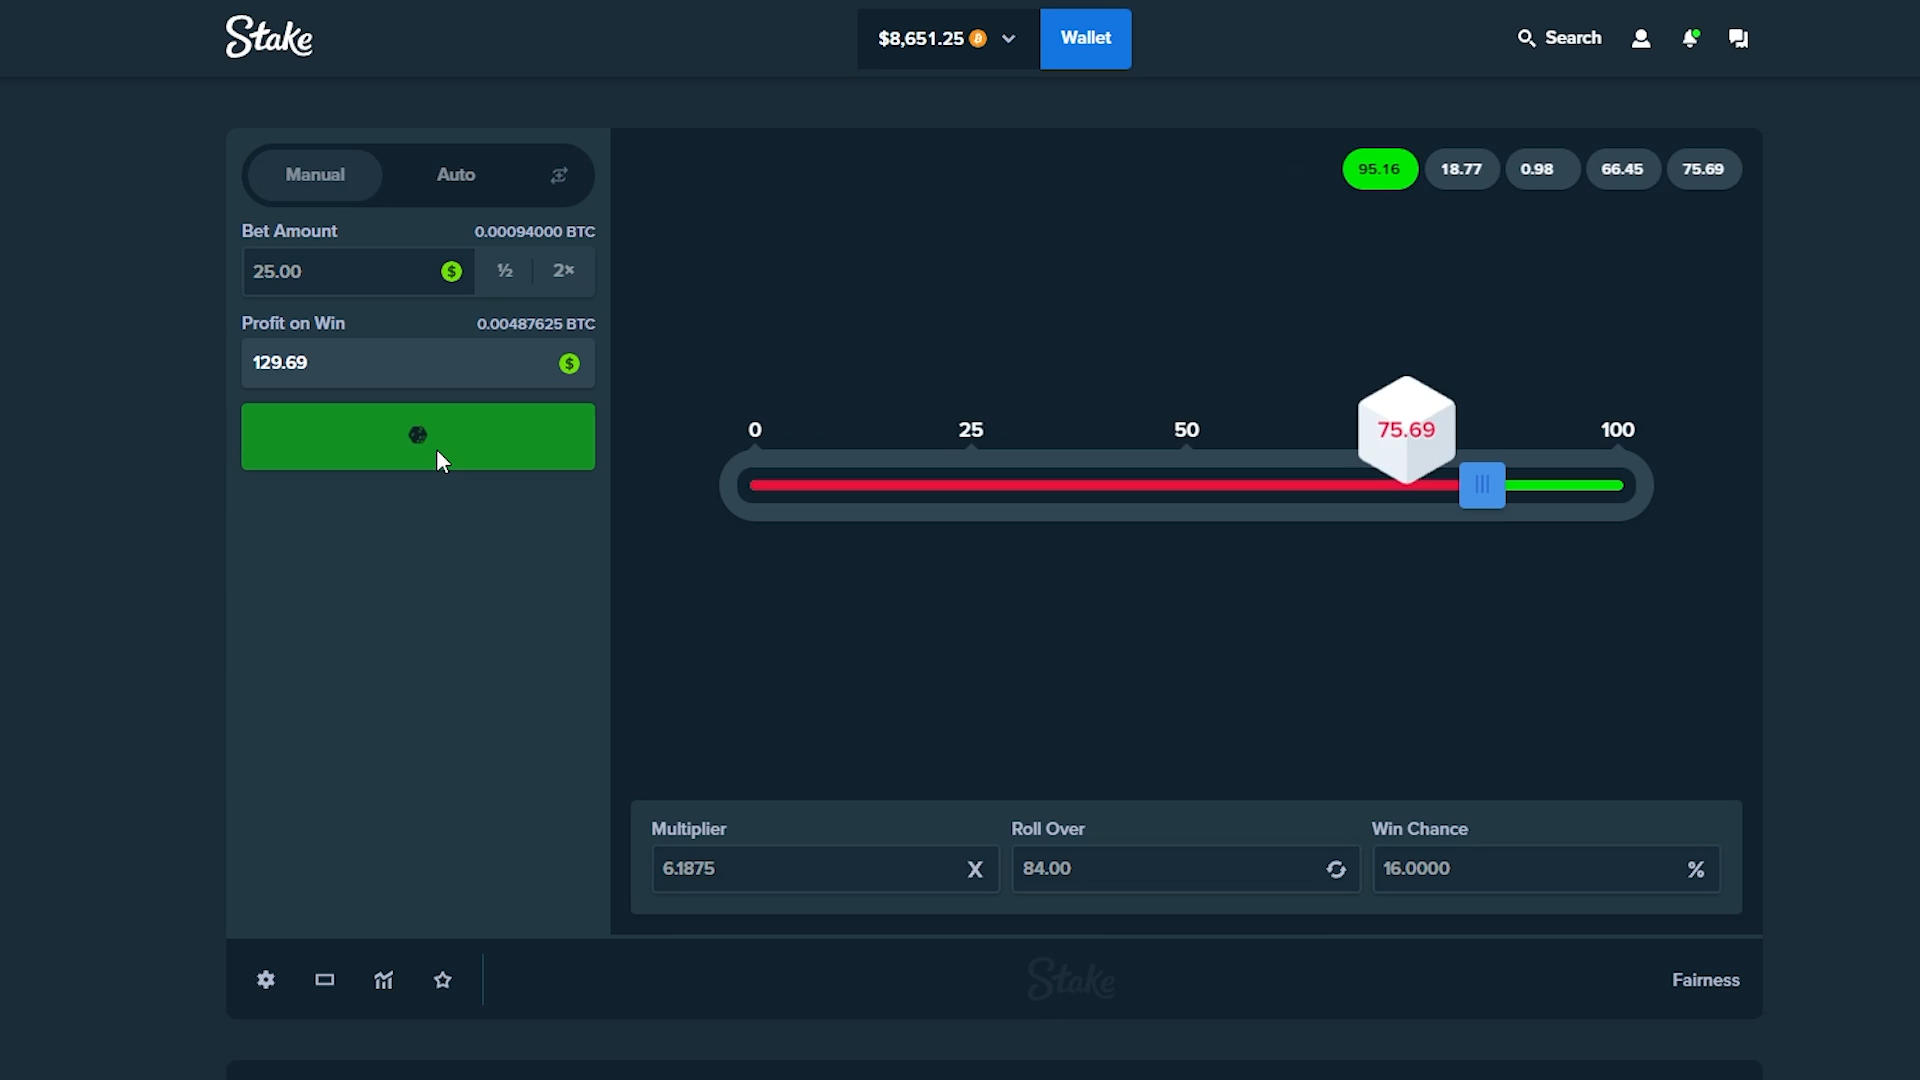 Stake
$8,651.25
Wallet
Search
Manual
Auto
95.16
18.77
0.98
66.45
75.69
Bet Amount
0.00094000 BTC
25.00
$
½
2×
Profit on Win
0.00487625 BTC
129.69
$
0
25
50
100
75.69
Multiplier
Roll Over
Win Chance
6.1875
X
84.00
16.0000
%
Stake
Fairness